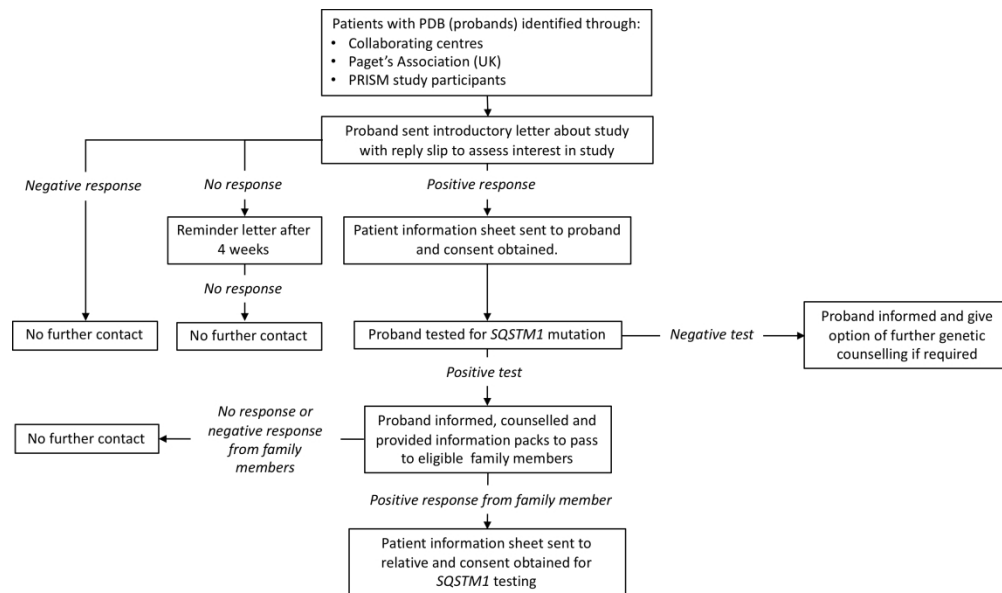 Patients with PDB (probands) identified through:
• Collaborating centres
• Paget's Association (UK)
• PRISM study participants
Proband sent introductory letter about study
with reply slip to assess interest in study
Negative response
No response
Positive response
Reminder letter after
4 weeks
Patient information sheet sent to proband
and consent obtained.
No response
No further contact
No further contact
Proband tested for SQSTM1 mutation
Negative test
Proband informed and give
option of further genetic
counselling if required
Positive test
No response or
negative response
from family
members
No further contact
Proband informed, counselled and
provided information packs to pass
to eligible family members
Positive response from family member
Patient information sheet sent to
relative and consent obtained for
SQSTM1 testing